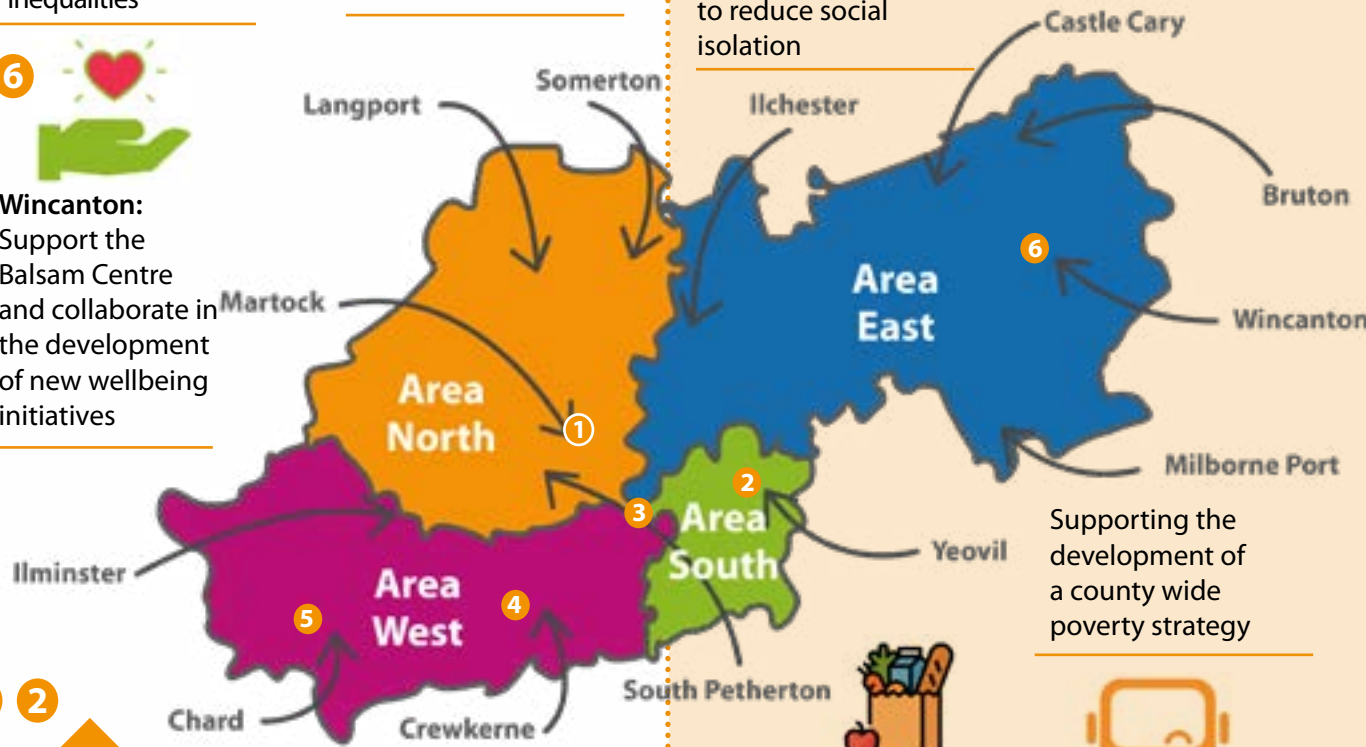 inequalities
to reduce social
isolation
6
Wincanton:
Support the
Balsam Centre
and collaborate in
the development
of new wellbeing
initiatives
Castle Cary
Somerton
Langport
Ilchester
Bruton
Martock
6
Area
East
Wincanton
Area
North
1
Milborne Port
2
3
Area
South
Yeovil
Supporting the
development of
a county wide
poverty strategy
Ilminster
Area
West
5
4
South Petherton
2
Chard
Crewkerne